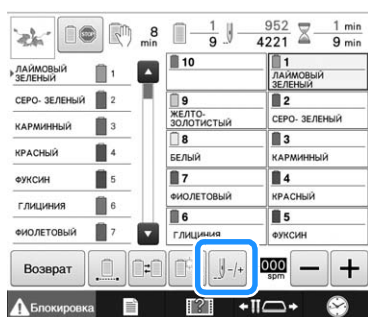 8 min
1 9
952 4221
1 min
9 min
ЛАЙМОВЫЙ ЗЕЛЕНЫЙ 1
СЕРО- ЗЕЛЕНЫЙ 2
КАРМИННЫЙ 3
КРАСНЫЙ 4
ФУКСИН 5
ГЛИЦИНИЯ 6
ФИОЛЕТОВЫЙ 7
10
1
ЛАЙМОВЫЙ
ЗЕЛЕНЫЙ
9
ЖЕЛТО-
ЗОЛОТИСТЫЙ
2
СЕРО- ЗЕЛЕНЫЙ
8
БЕЛЫЙ
3
КАРМИННЫЙ
7
ФИОЛЕТОВЫЙ
4
КРАСНЫЙ
6
ГЛИЦИНИЯ
5
ФУКСИН
Возврат
-/+
000
spm
− +
Блокировка
?